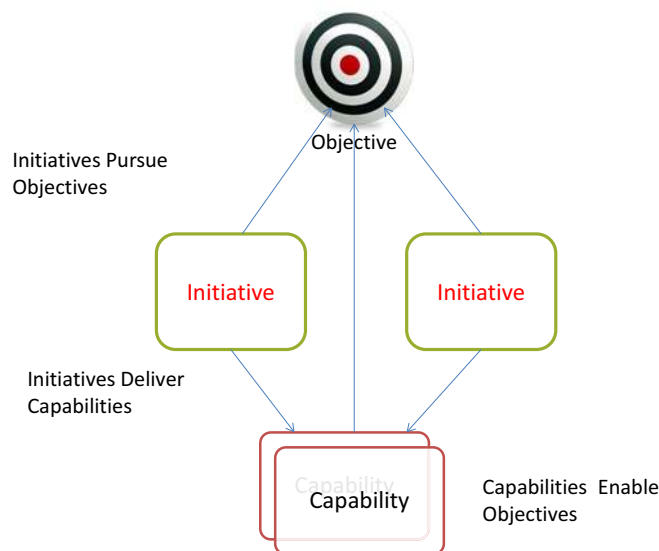 Objective
Initiatives Pursue
Objectives
Initiative
Initiative
Initiatives Deliver
Capabilities
Capability
Capability
Capabilities Enable
Objectives